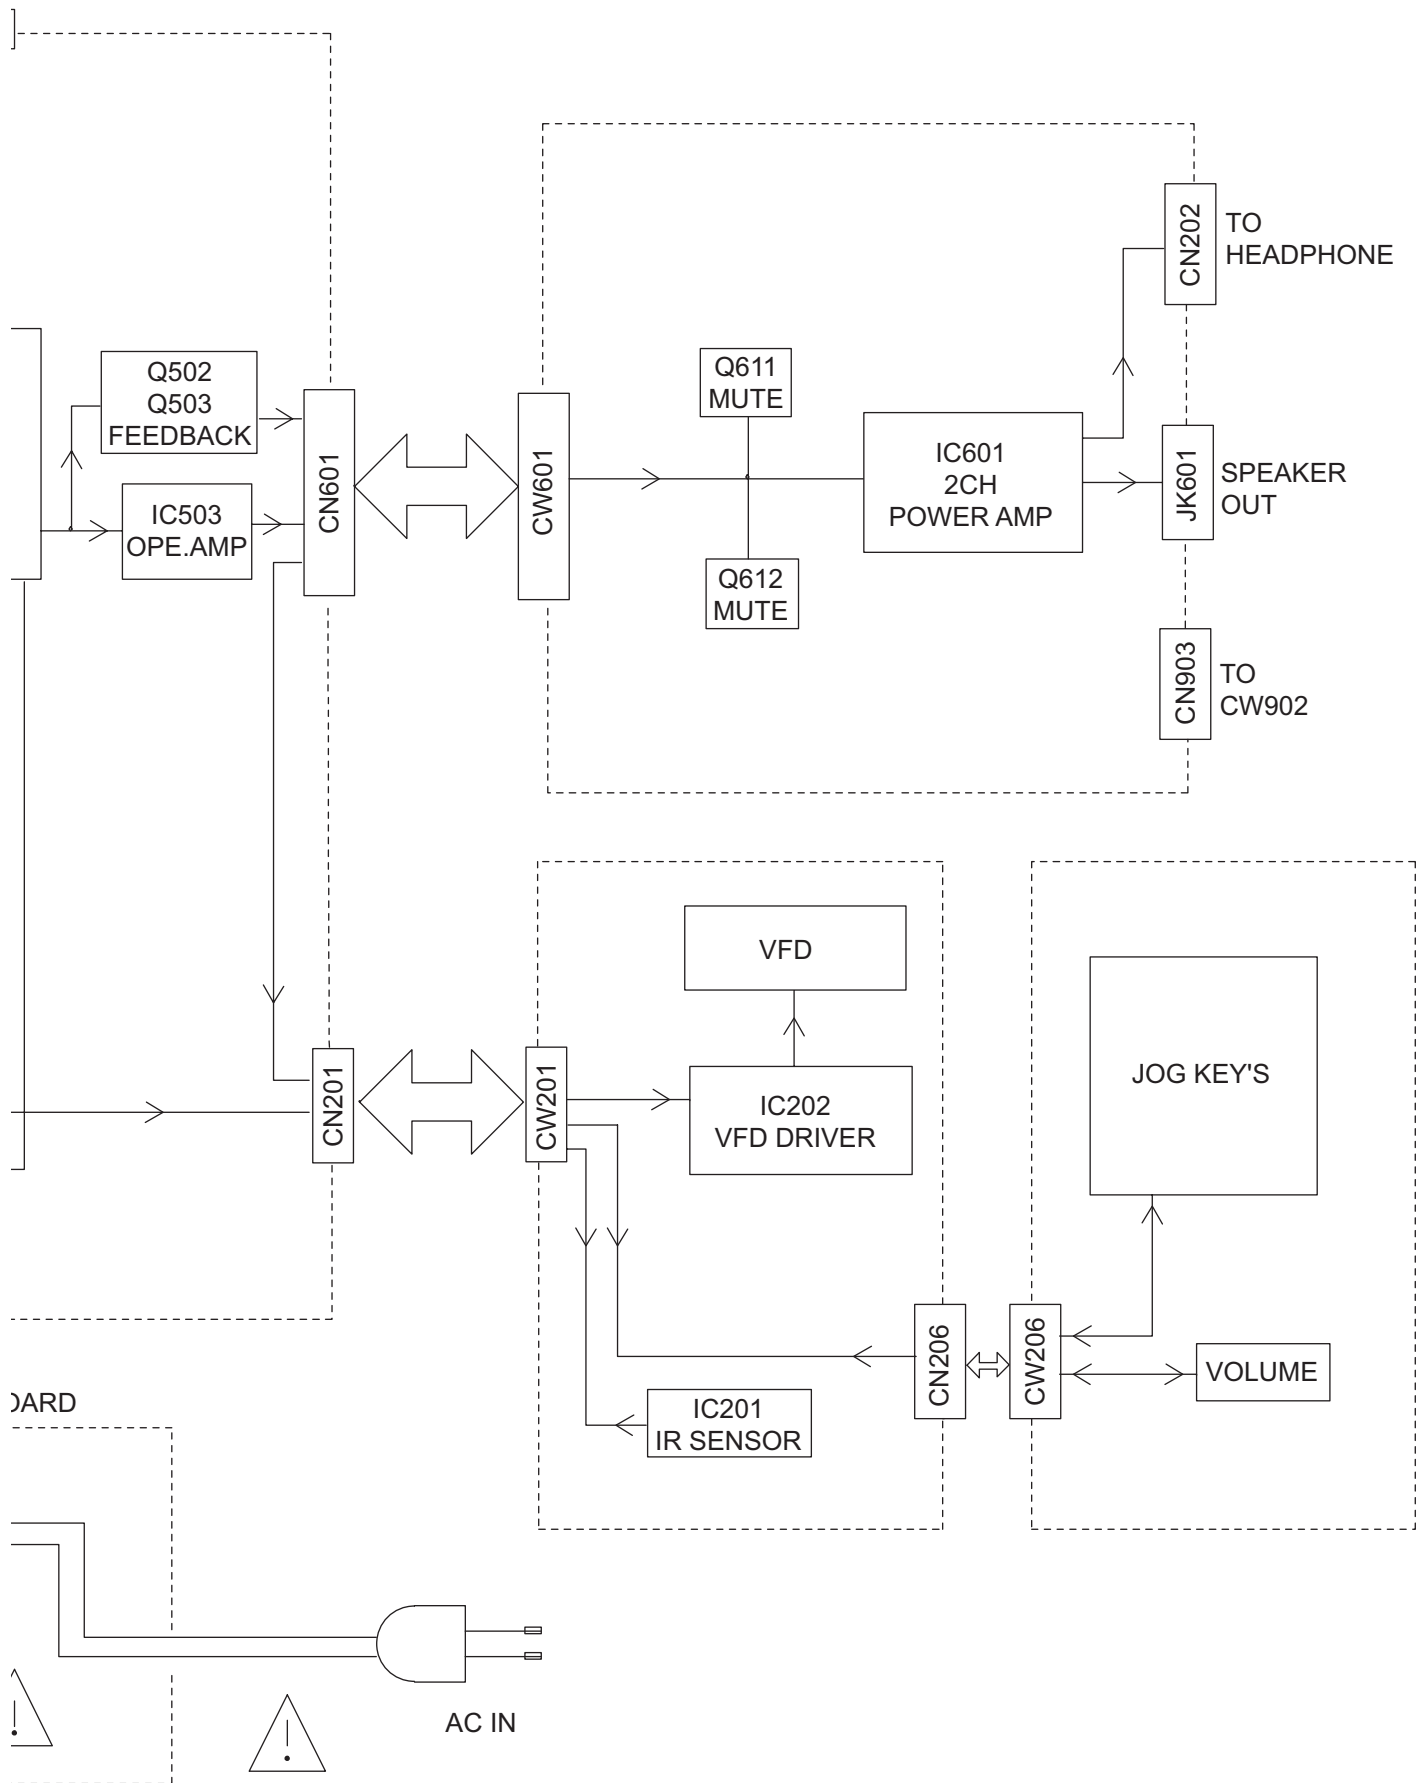 CN202
TO
HEADPHONE
Q502
Q503
FEEDBACK
CN601
CW601
Q611
MUTE
IC601
2CH
POWER AMP
JK601
SPEAKER
OUT
IC503
OPE.AMP
Q612
MUTE
CN903
TO
CW902
VFD
JOG KEY'S
CN201
CW201
IC202
VFD DRIVER
CN206
CW206
VOLUME
IC201
IR SENSOR
AC IN